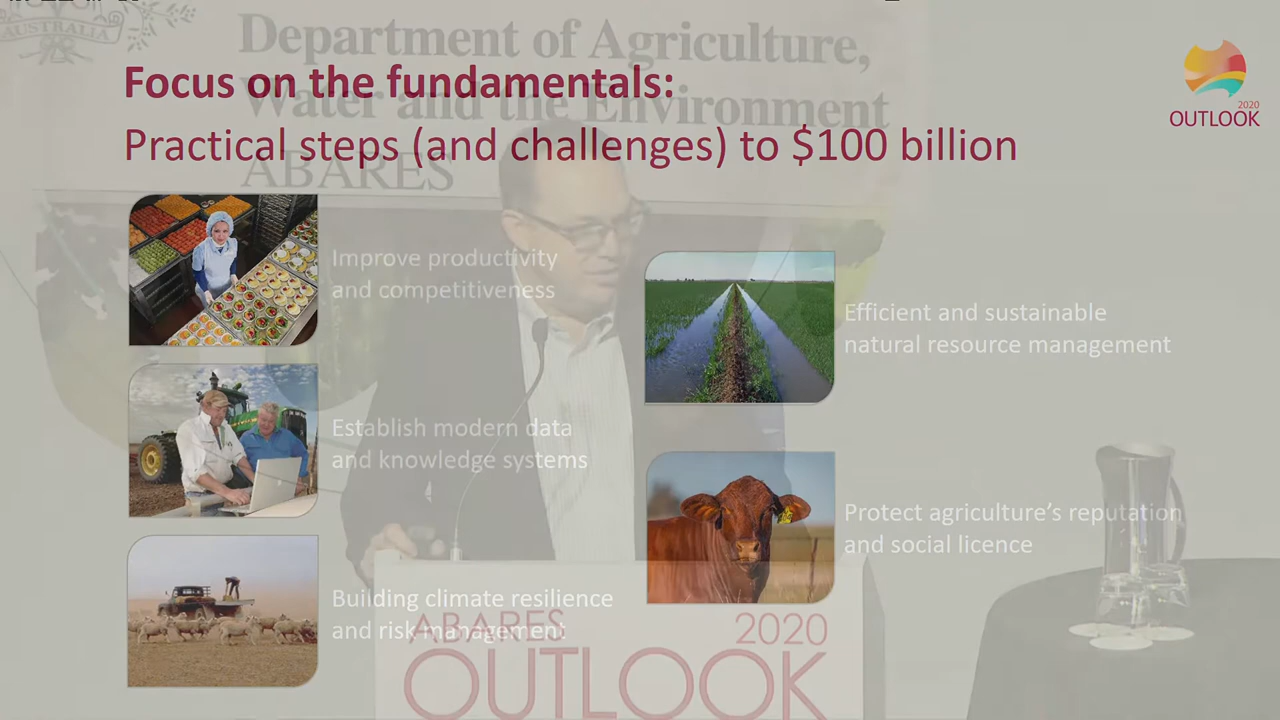 AUSTRALIA
Department of Agriculture,
Water and the Environment
ABARES
Focus on the fundamentals:
Practical steps (and challenges) to $100 billion
2020
OUTLOOK
Improve productivity
and competitiveness
Establish modern data
and knowledge systems
Building climate resilience
and risk management
Efficient and sustainable
natural resource management
Protect agriculture's reputation
and social licence
ABARES 2020
OUTLOOK